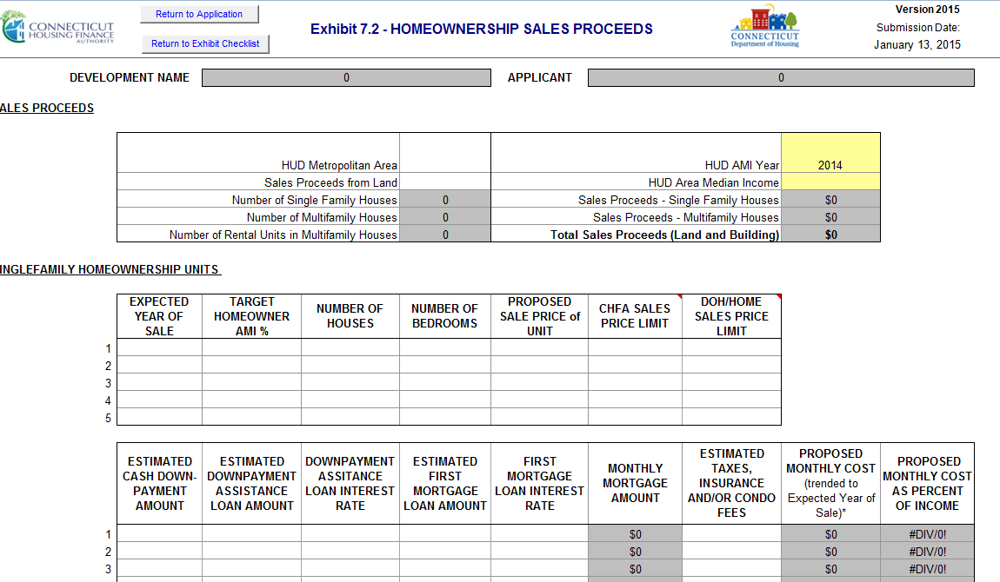 Return to Application
Version 2015
CONNECTICUT
HOUSING FINANCE
AUTHORITY
Exhibit 7.2 - HOMEOWNERSHIP SALES PROCEEDS
CONNECTICUT
Department of Housing
Submission Date:
Return to Exhibit Checklist
January 13, 2015
DEVELOPMENT NAME 0 APPLICANT 0
ALES PROCEEDS
HUD Metropolitan Area HUD AMI Year 2014
Sales Proceeds from Land HUD Area Median Income
Number of Single Family Houses 0 Sales Proceeds - Single Family Houses $0
Number of Multifamily Houses 0 Sales Proceeds - Multifamily Houses $0
Number of Rental Units in Multifamily Houses 0 Total Sales Proceeds (Land and Building) $0
INGLEFAMILY HOMEOWNERSHIP UNITS
EXPECTED
YEAR OF
SALE
TARGET
HOMEOWNER
AMI %
NUMBER OF
HOUSES
NUMBER OF
BEDROOMS
PROPOSED
SALE PRICE of
UNIT
CHFA SALES
PRICE LIMIT
DOH/HOME
SALES PRICE
LIMIT
1
2
3
4
5
ESTIMATED
CASH DOWN-
PAYMENT
AMOUNT
ESTIMATED
DOWNPAYMENT
ASSISTANCE
LOAN AMOUNT
DOWNPAYMENT
ASSITANCE
LOAN INTEREST
RATE
ESTIMATED
FIRST
MORTGAGE
LOAN AMOUNT
FIRST
MORTGAGE
LOAN INTEREST
RATE
MONTHLY
MORTGAGE
AMOUNT
ESTIMATED
TAXES,
INSURANCE
AND/OR CONDO
FEES
PROPOSED
MONTHLY COST
(trended to
Expected Year of
Sale)*
PROPOSED
MONTHLY COST
AS PERCENT
OF INCOME
1 $0 $0 #DIV/0!
2 $0 $0 #DIV/0!
3 $0 $0 #DIV/0!